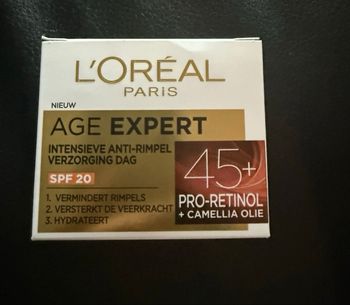 L'ORÉAL
PARIS
NIEUW
AGE EXPERT
INTENSIEVE ANTI-RIMPEL
VERZORGING DAG
SPF 20
1. VERMINDERT RIMPELS
2. VERSTERKT DE VEERKRACHT
3. HYDRATEERT
45+
PRO-RETINOL
+ CAMELLIA OLIE